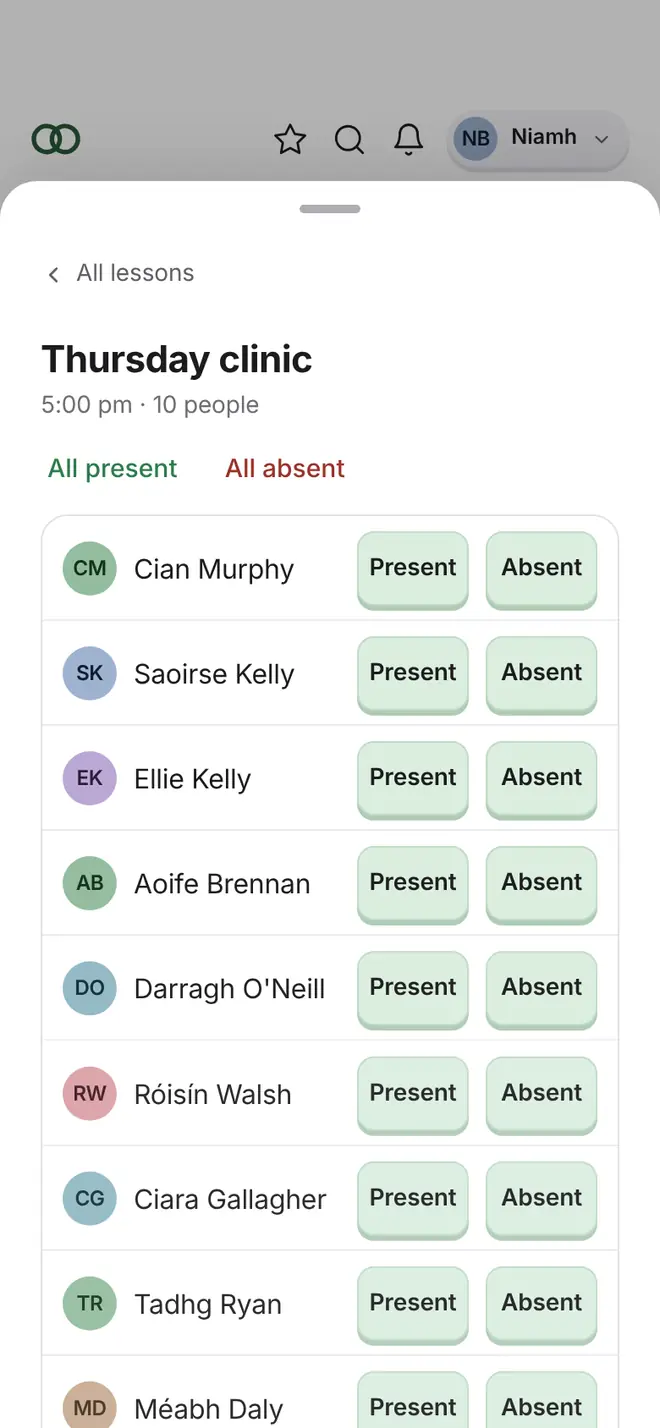 NB Niamh
All lessons
Thursday clinic
5:00 pm · 10 people
All present All absent
CM Cian Murphy Present Absent
SK Saoirse Kelly Present Absent
EK Ellie Kelly Present Absent
AB Aoife Brennan Present Absent
DO Darragh O'Neill Present Absent
RW Róisín Walsh Present Absent
CG Ciara Gallagher Present Absent
TR Tadhg Ryan Present Absent
MD Méabh Daly Present Absent